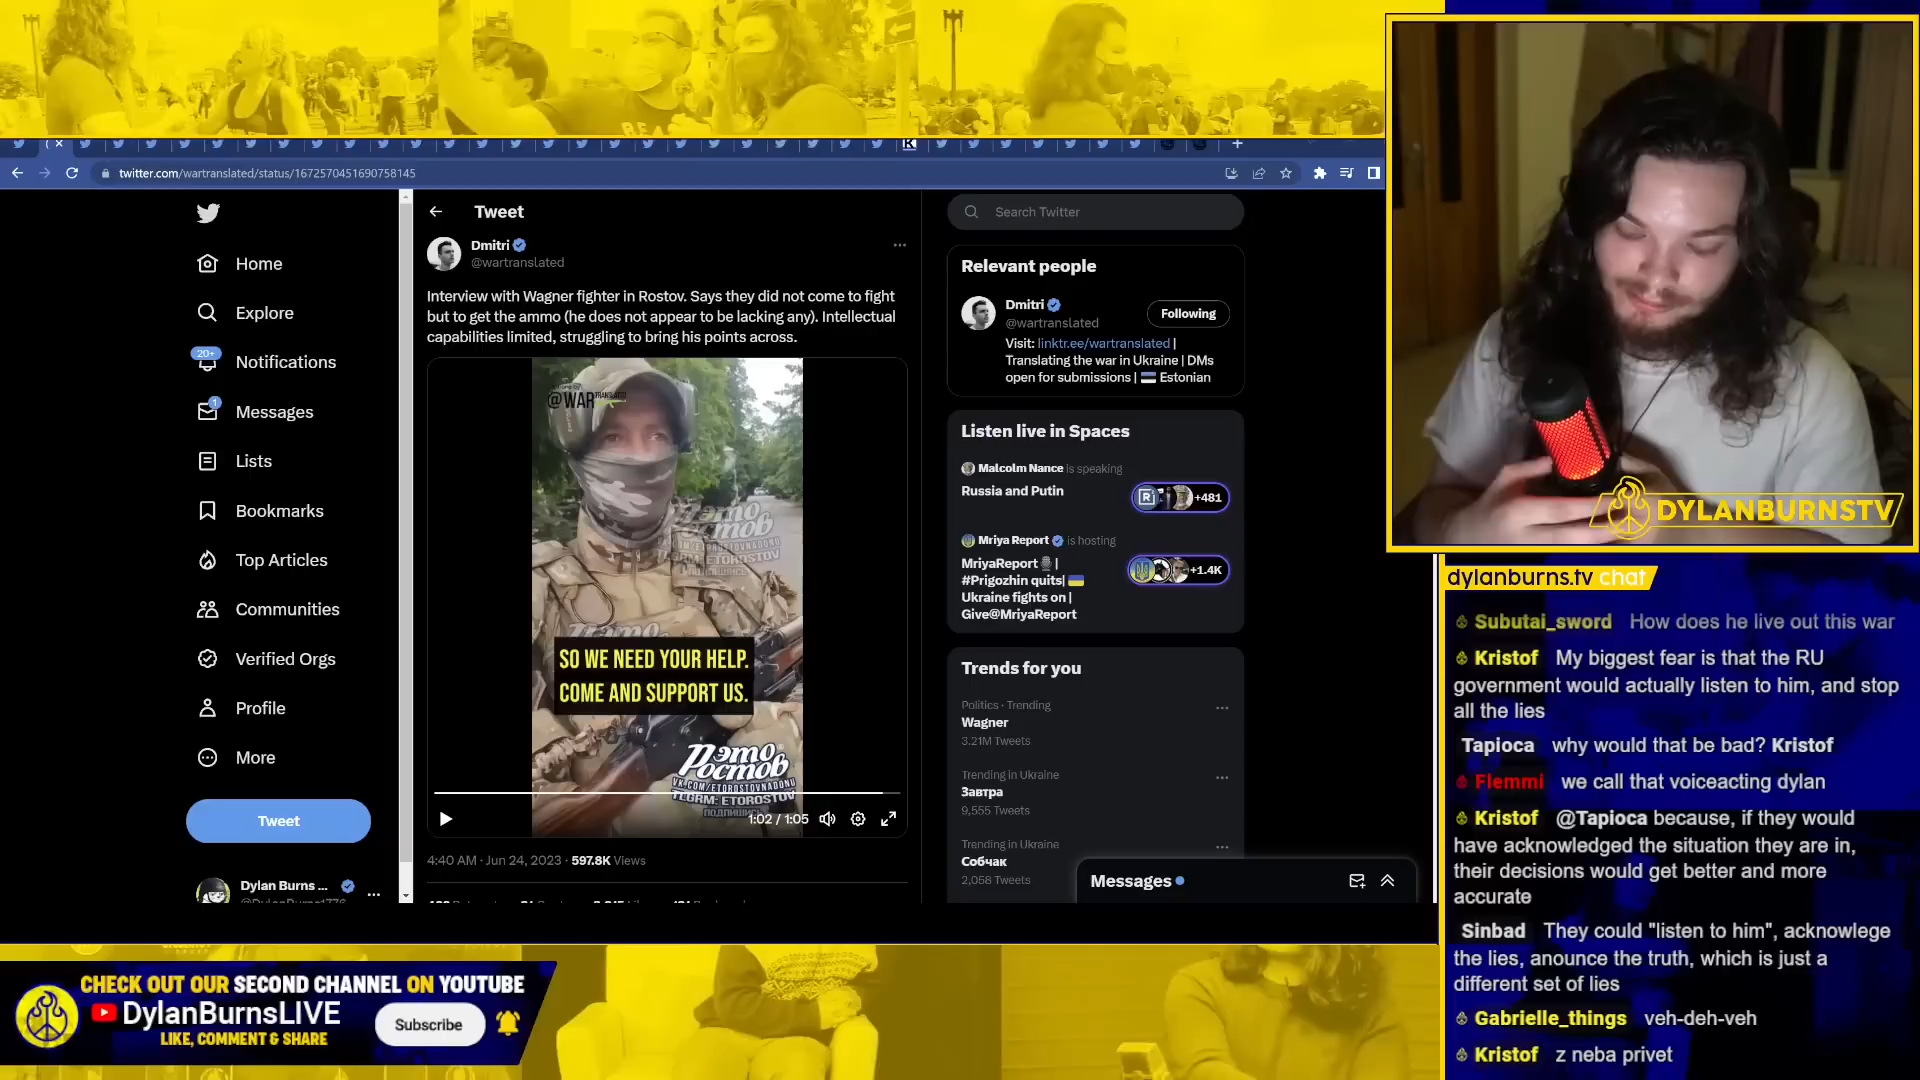 twitter.com/wartranslated/status/1672570451690758145
Home
Explore
20+
Notifications
1
Messages
Lists
Bookmarks
Top Articles
Communities
Verified Orgs
Profile
More
Tweet
Dylan Burns ...
Tweet
Dmitri
@wartranslated
Interview with Wagner fighter in Rostov. Says they did not come to fight
but to get the ammo (he does not appear to be lacking any). Intellectual
capabilities limited, struggling to bring his points across.
@WAR
TRANSLATED
SO WE NEED YOUR HELP.
COME AND SUPPORT US.
Рэто
Ростов
VK.COM/ETOROSTOVNADONU
TLGRM: ETOROSTOV
ПОДПИШИСЬ
1:02 / 1:05
4:40 AM · Jun 24, 2023 · 597.8K Views
Search Twitter
Relevant people
Dmitri
@wartranslated
Following
Visit: linktr.ee/wartranslated |
Translating the war in Ukraine | DMs
open for submissions | Estonian
Listen live in Spaces
Malcolm Nance is speaking
Russia and Putin
+481
Mriya Report is hosting
MriyaReport |
#Prigozhin quits|
Ukraine fights on |
Give@MriyaReport
+1.4K
Trends for you
Politics · Trending
Wagner
3.21M Tweets
Trending in Ukraine
Завтра
9,555 Tweets
Trending in Ukraine
Собчак
2,058 Tweets
Messages
DYLANBURNSTV
dylanburns.tv chat
Subutai_sword How does he live out this war
Kristof My biggest fear is that the RU
government would actually listen to him, and stop
all the lies
Tapioca why would that be bad? Kristof
Flemmi we call that voiceacting dylan
Kristof @Tapioca because, if they would
have acknowledged the situation they are in,
their decisions would get better and more
accurate
Sinbad They could "listen to him", acknowlege
the lies, anounce the truth, which is just a
different set of lies
Gabrielle_things veh-deh-veh
Kristof z neba privet
CHECK OUT OUR SECOND CHANNEL ON YOUTUBE
DylanBurnsLIVE
LIKE, COMMENT & SHARE
Subscribe